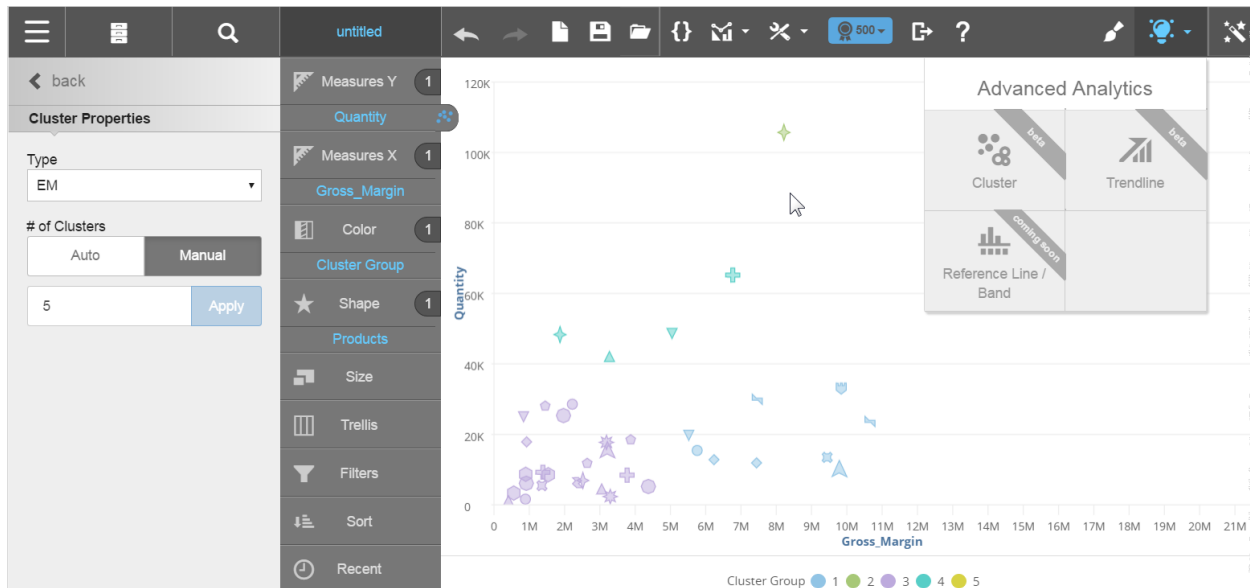 untitled
500
back
Cluster Properties
Type
EM
# of Clusters
Auto
Manual
5
Apply
Measures Y
1
Quantity
Measures X
1
Gross_Margin
Color
1
Cluster Group
Shape
1
Products
Size
Trellis
Filters
Sort
Recent
Advanced Analytics
beta
Cluster
beta
Trendline
coming soon
Reference Line /
Band
Quantity
120K
100K
80K
60K
40K
20K
0
0 1M 2M 3M 4M 5M 6M 7M 8M 9M 10M 11M 12M 13M 14M 15M 16M 17M 18M 19M 20M 21M
Gross_Margin
Cluster Group 1 2 3 4 5